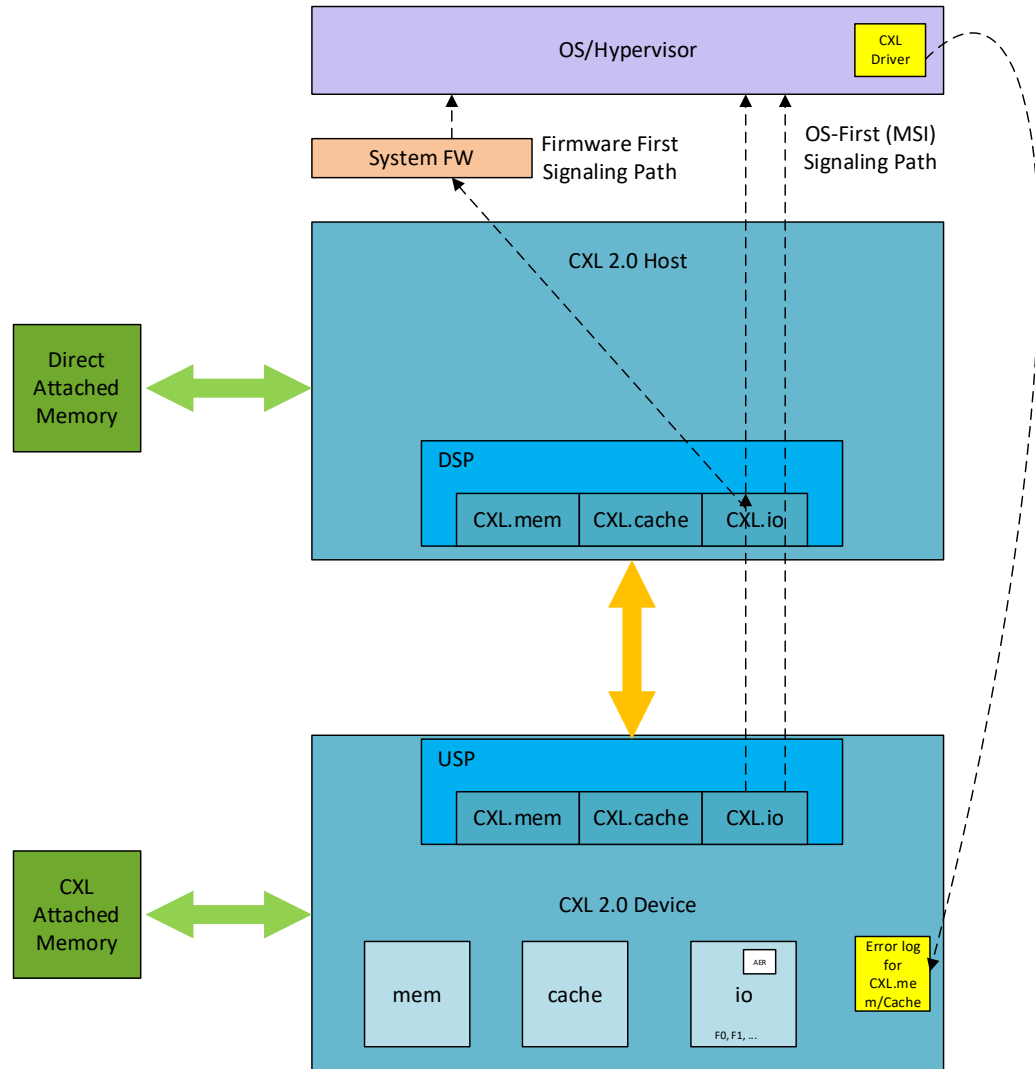 OS/Hypervisor
CXL
Driver
System FW
Firmware First
Signaling Path
OS-First (MSI)
Signaling Path
CXL 2.0 Host
Direct
Attached
Memory
DSP
CXL.mem
CXL.cache
CXL.io
USP
CXL.mem
CXL.cache
CXL.io
CXL
Attached
Memory
CXL 2.0 Device
mem
cache
AER
io
F0, F1, ...
Error log
for
CXL.me
m/Cache